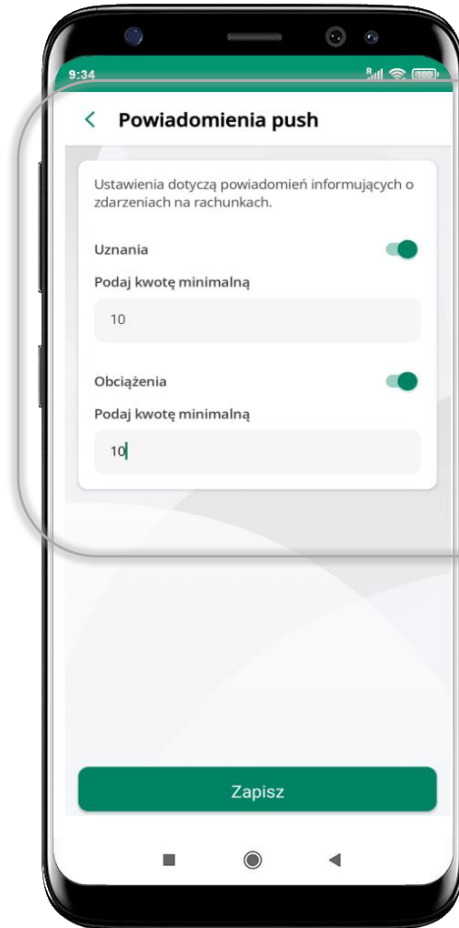 9:34
Powiadomienia push
Ustawienia dotyczą powiadomień informujących o
zdarzeniach na rachunkach.
Uznania
Podaj kwotę minimalną
10
Obciążenia
Podaj kwotę minimalną
10
Zapisz